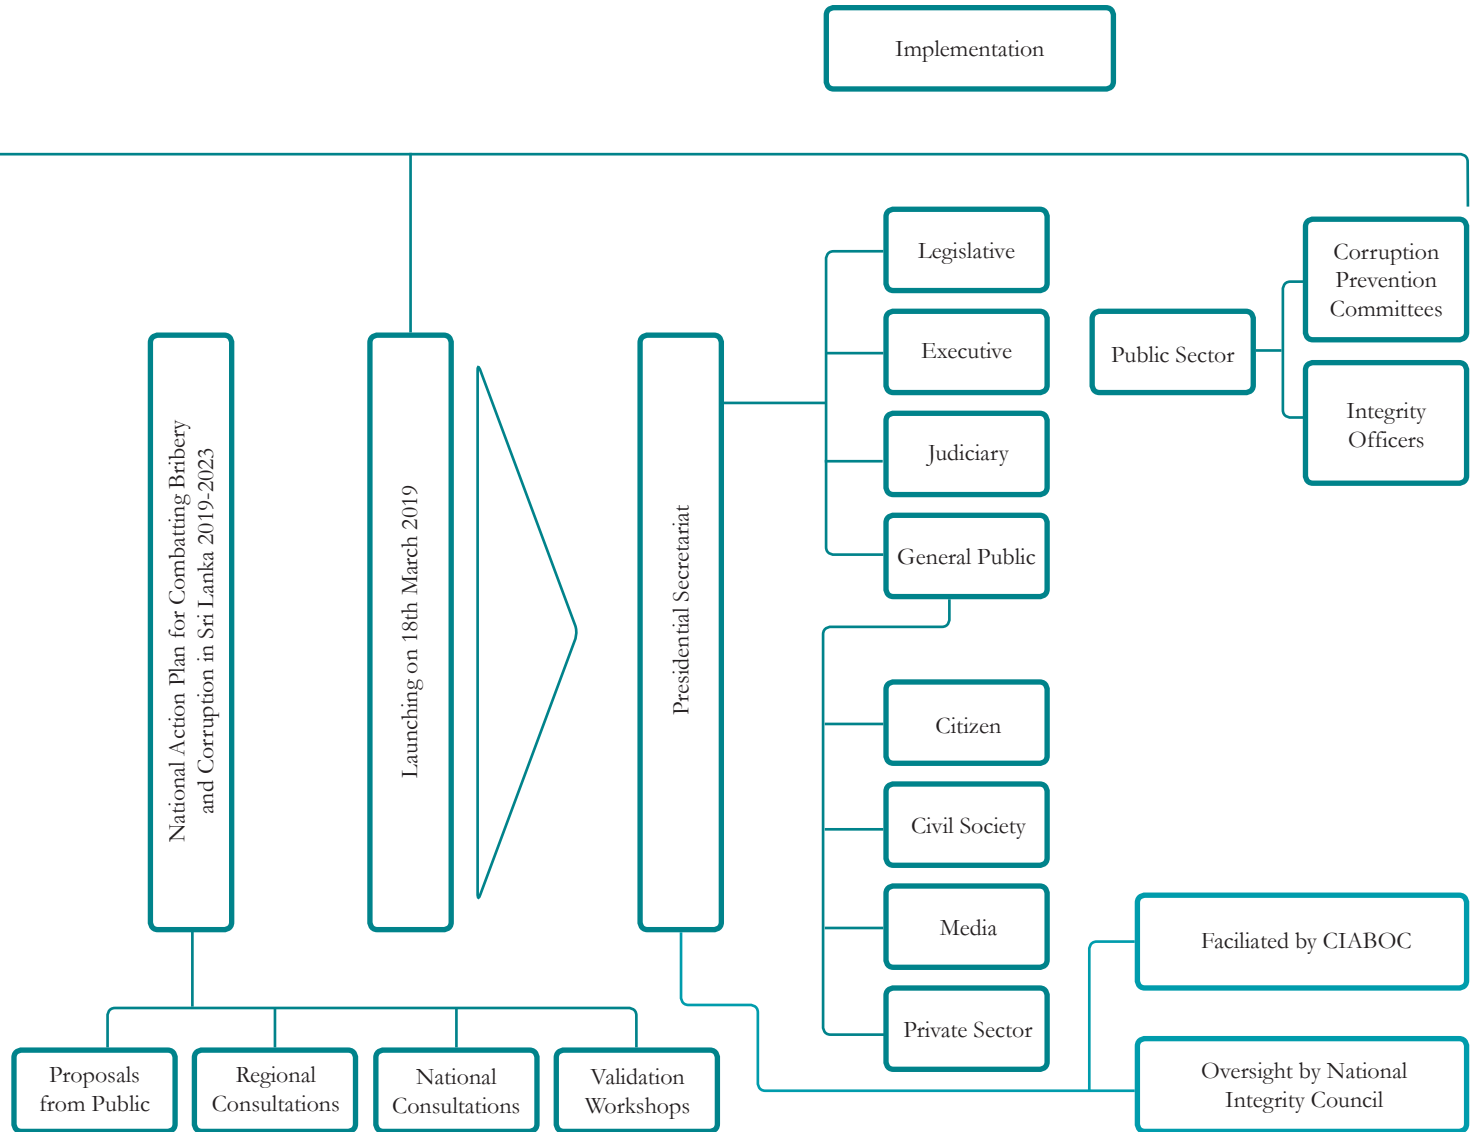 Implementation
National Action Plan for Combatting Bribery
and Corruption in Sri Lanka 2019-2023
Launching on 18th March 2019
Presidential Secretariat
Legislative
Executive
Judiciary
General Public
Public Sector
Corruption
Prevention
Committees
Integrity
Officers
Citizen
Civil Society
Media
Private Sector
Faciliated by CIABOC
Oversight by National
Integrity Council
Proposals
from Public
Regional
Consultations
National
Consultations
Validation
Workshops